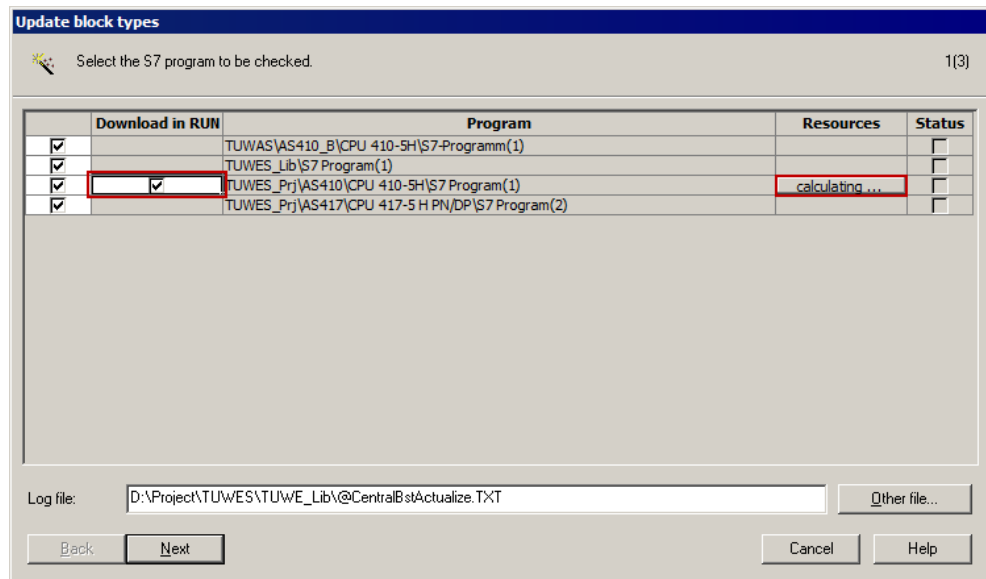 Update block types
Select the S7 program to be checked. 1(3)
Download in RUN Program Resources Status
TUWAS\AS410_B\CPU 410-5H\S7-Programm(1)
TUWES_Lib\S7 Program(1)
TUWES_Prj\AS410\CPU 410-5H\S7 Program(1) calculating ...
TUWES_Prj\AS417\CPU 417-5 H PN/DP\S7 Program(2)
Log file: D:\Project\TUWES\TUWE_Lib\@CentralBstActualize.TXT Other file...
Back Next Cancel Help